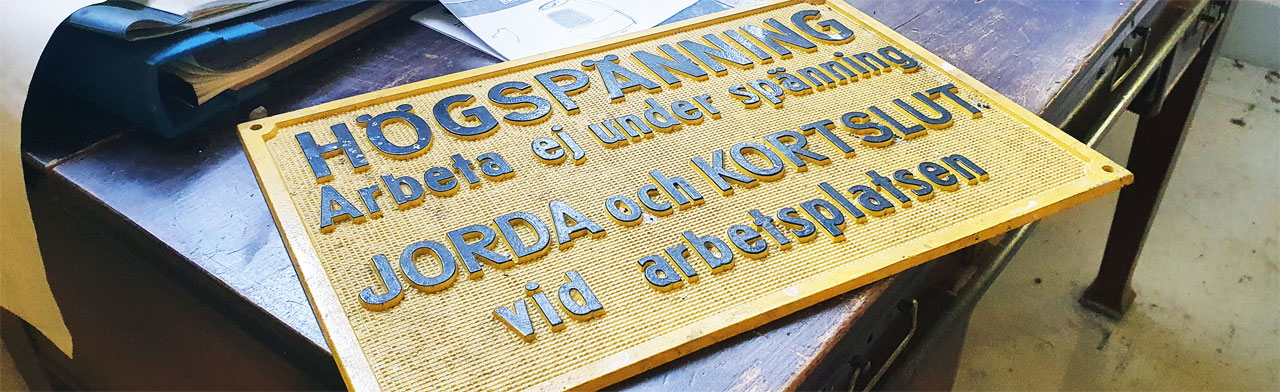 HÖGSPÄNNING
Arbeta ej under spänning
JORDA och KORTSLUT.
vid arbetsplatsen